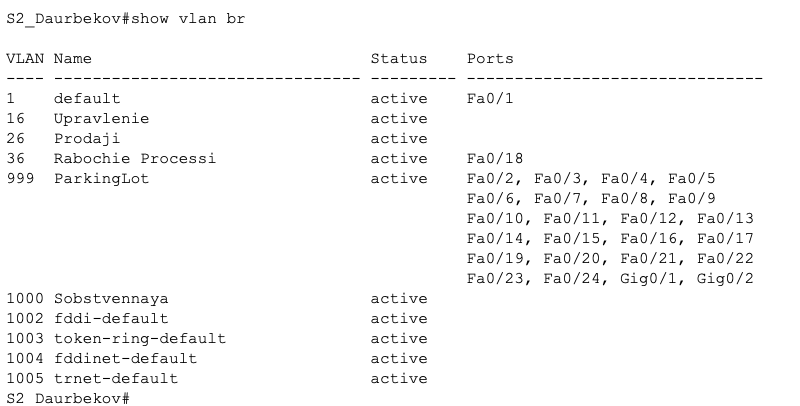 S2_Daurbekov#show vlan br
VLAN Name                             Status    Ports
---- -------------------------------- --------- -------------------------------
1    default                          active    Fa0/1
16   Upravlenie                       active
26   Prodaji                          active
36   Rabochie Processi                active    Fa0/18
999  ParkingLot                       active    Fa0/2, Fa0/3, Fa0/4, Fa0/5
                                                Fa0/6, Fa0/7, Fa0/8, Fa0/9
                                                Fa0/10, Fa0/11, Fa0/12, Fa0/13
                                                Fa0/14, Fa0/15, Fa0/16, Fa0/17
                                                Fa0/19, Fa0/20, Fa0/21, Fa0/22
                                                Fa0/23, Fa0/24, Gig0/1, Gig0/2
1000 Sobstvennaya                     active
1002 fddi-default                     active
1003 token-ring-default               active
1004 fddinet-default                  active
1005 trnet-default                    active
S2_Daurbekov#